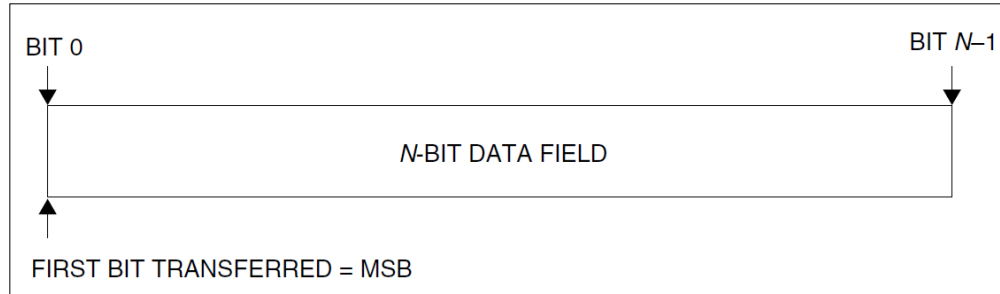 BIT 0
BIT N–1
N-BIT DATA FIELD
FIRST BIT TRANSFERRED = MSB